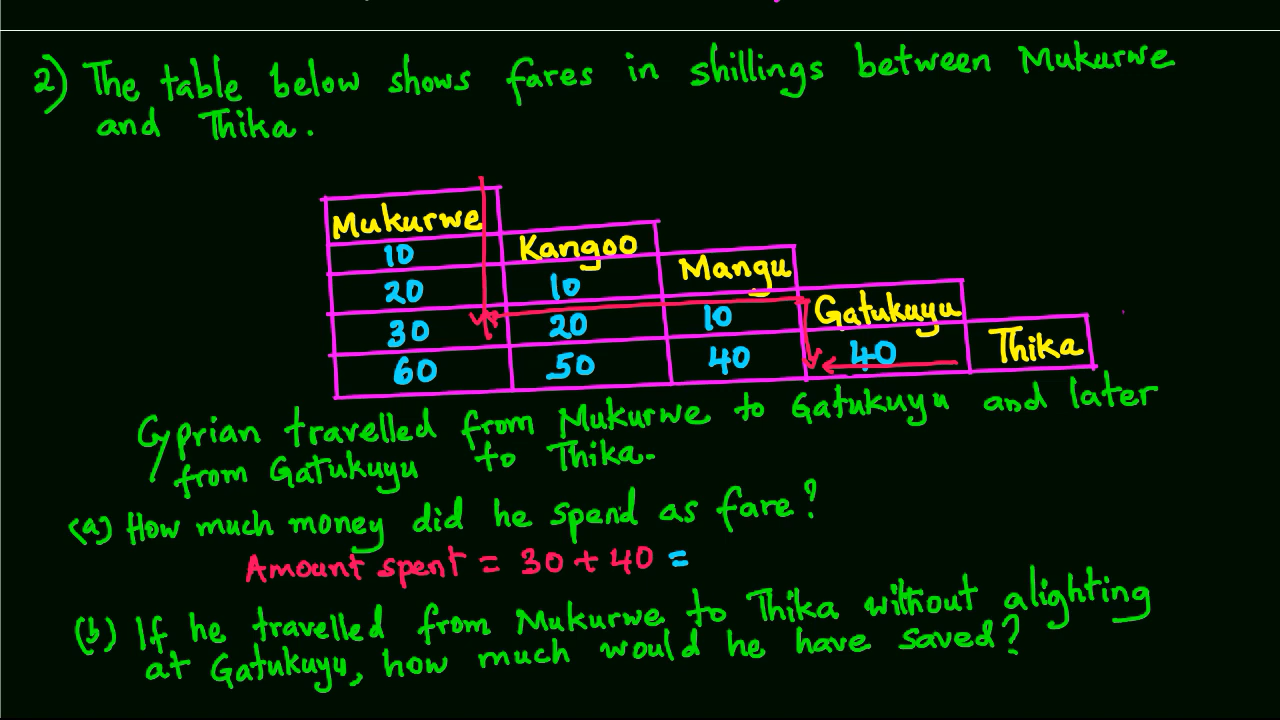 2) The table below shows fares in shillings between Mukurwe
and Thika.
Mukurwe
10 Kangoo
20 10 Mangu
30 20 10 Gatukuyu
60 50 40 40 Thika
Cyprian travelled from Mukurwe to Gatukuyu and later
from Gatukuyu to Thika.
(a) How much money did he spend as fare?
Amount spent = 30 + 40 =
(b) If he travelled from Mukurwe to Thika without alighting
at Gatukuyu, how much would he have saved?